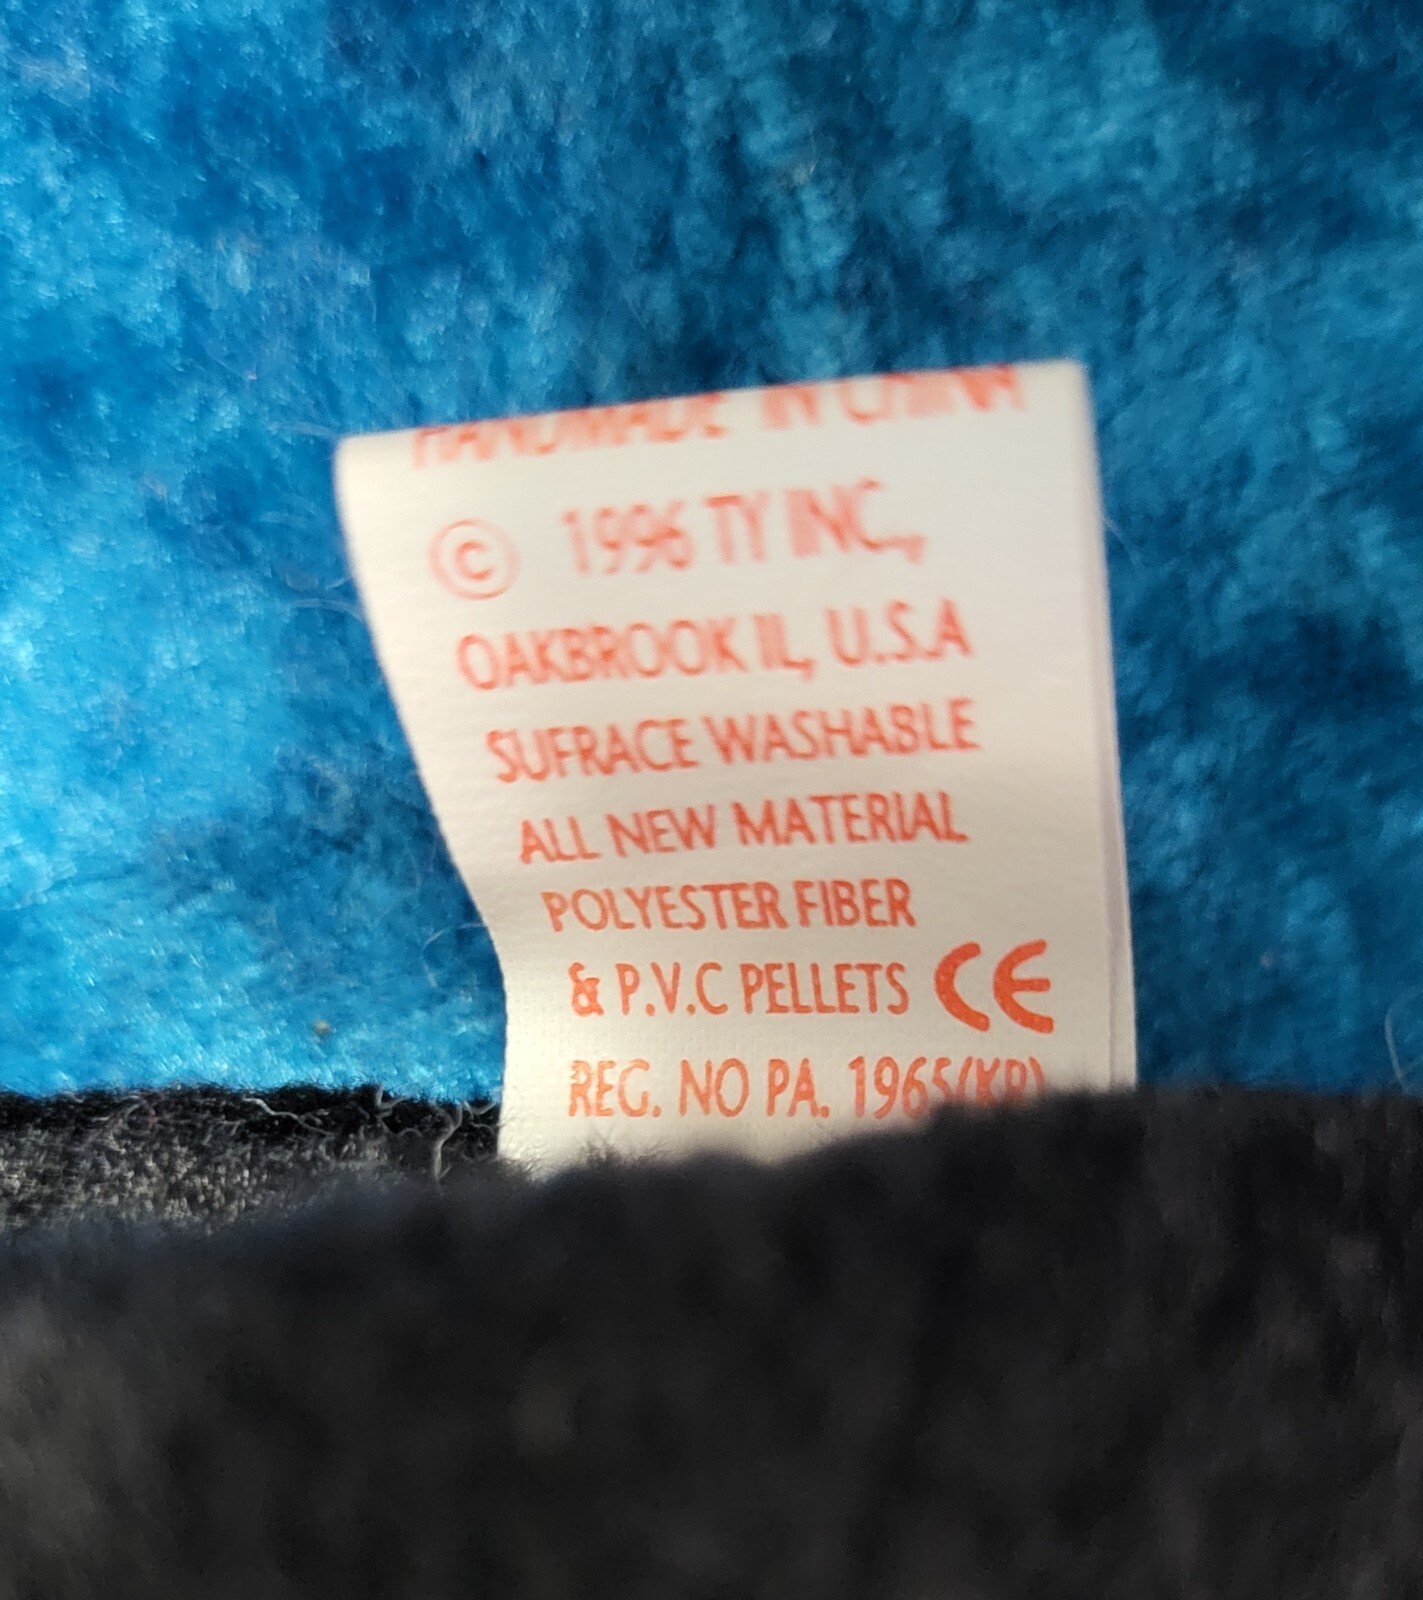 HANDMADE IN CHINA
© 1996 TY INC.,
OAKBROOK IL, U.S.A
SUFRACE WASHABLE
ALL NEW MATERIAL
POLYESTER FIBER
& P.V.C PELLETS CE
REG. NO PA. 1965(KR)